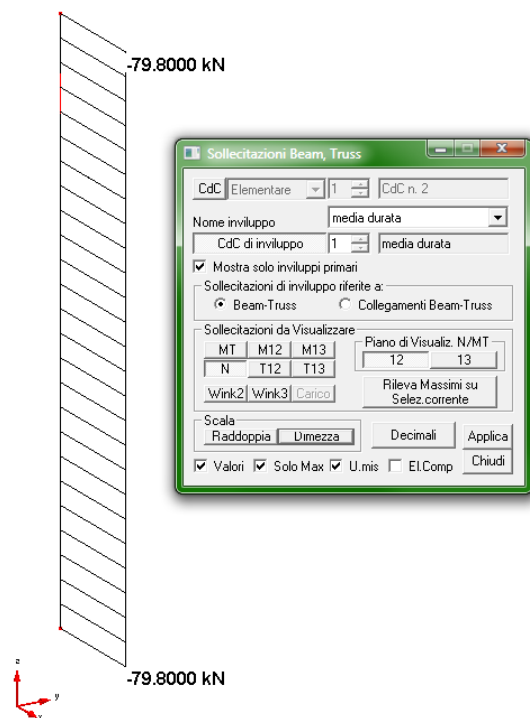 -79.8000 kN
Sollecitazioni Beam, Truss
CdC Elementare 1 CdC n. 2
Nome inviluppo media durata
CdC di inviluppo 1 media durata
Mostra solo inviluppi primari
Sollecitazioni di inviluppo riferite a:
Beam-Truss Collegamenti Beam-Truss
Sollecitazioni da Visualizzare
Piano di Visualiz. N/MT
MT M12 M13
12 13
N T12 T13
Wink2 Wink3 Carico
Rileva Massini su
Selez.corrente
Scala
Raddoppia Dimezza
Decimali Applica
Valori Solo Max U.mis El.Comp Chiudi
-79.8000 kN
z
y
x